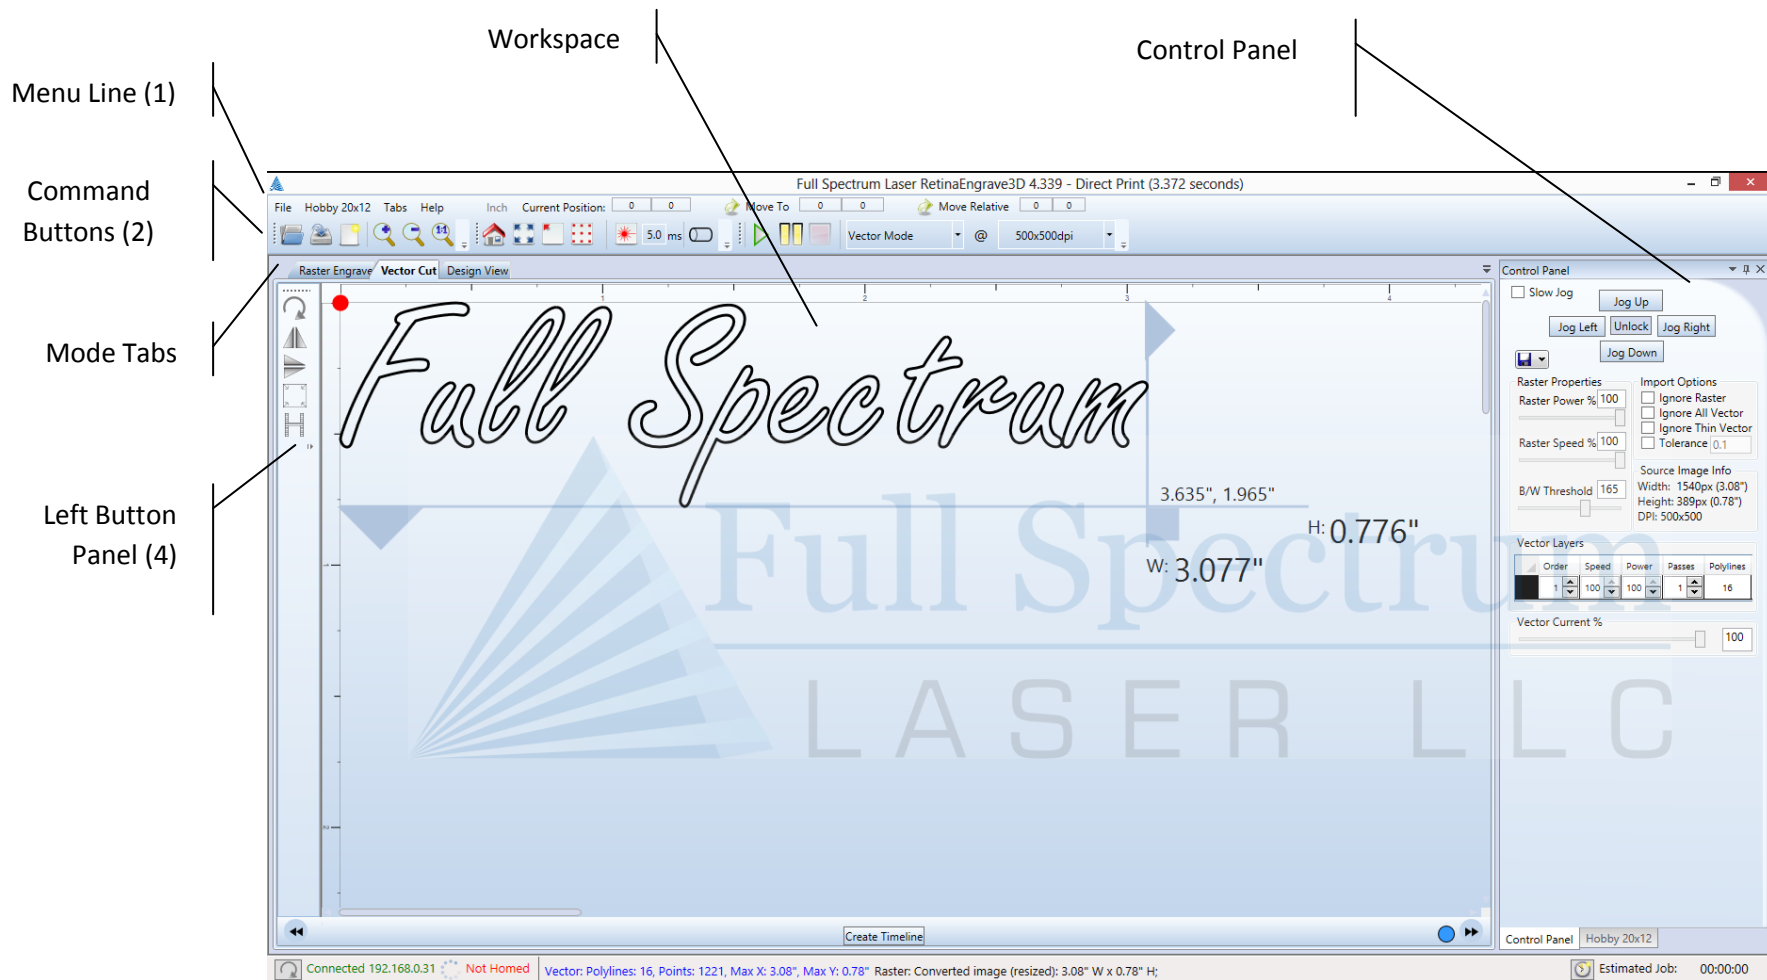 Workspace
Control Panel
Menu Line (1)
Command
Buttons (2)
Mode Tabs
Left Button
Panel (4)
Full Spectrum Laser RetinaEngrave3D 4.339 - Direct Print (3.372 seconds)
File Hobby 20x12 Tabs Help Inch Current Position: 0 0 Move To 0 0 Move Relative 0 0
1:1 5.0 ms Vector Mode @ 500x500dpi
Raster Engrave Vector Cut Design View
Control Panel
1 2 3 4
Slow Jog
Jog Up
Jog Left Unlock Jog Right
Jog Down
Full Spectrum
Raster Properties
Raster Power % 100
Raster Speed % 100
B/W Threshold 165
Import Options
Ignore Raster
Ignore All Vector
Ignore Thin Vector
Tolerance 0.1
Source Image Info
Width: 1540px (3.08")
Height: 389px (0.78")
DPI: 500x500
3.635", 1.965"
H: 0.776"
W: 3.077"
1
2
Full Spectrum
LASER LLC
Vector Layers
Order Speed Power Passes Polylines
1 100 100 1 16
Vector Current %
100
Create Timeline
Control Panel Hobby 20x12
Connected 192.168.0.31 Not Homed Vector: Polylines: 16, Points: 1221, Max X: 3.08", Max Y: 0.78" Raster: Converted image (resized): 3.08" W x 0.78" H; Estimated Job: 00:00:00